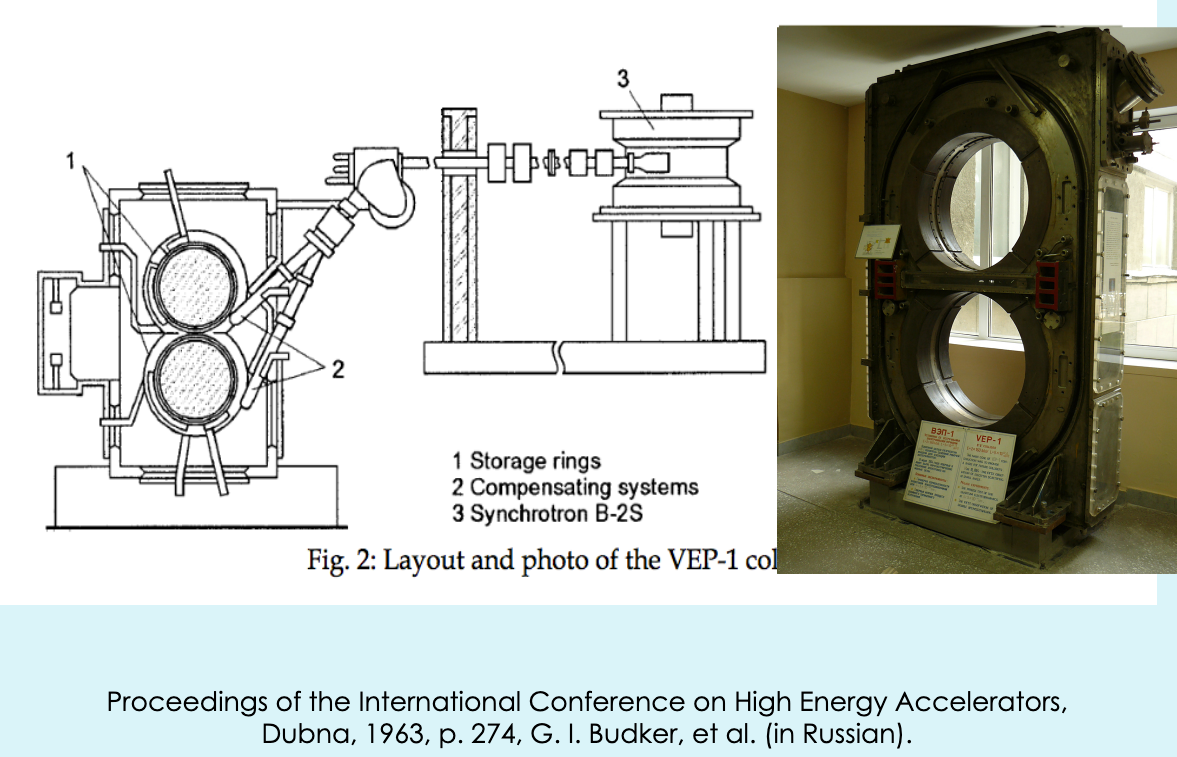 3
1
2
1 Storage rings
2 Compensating systems
3 Synchrotron B-2S
Fig. 2: Layout and photo of the VEP-1 col
ВЭП-1
VEP-1
Proceedings of the International Conference on High Energy Accelerators,
Dubna, 1963, p. 274, G. I. Budker, et al. (in Russian).